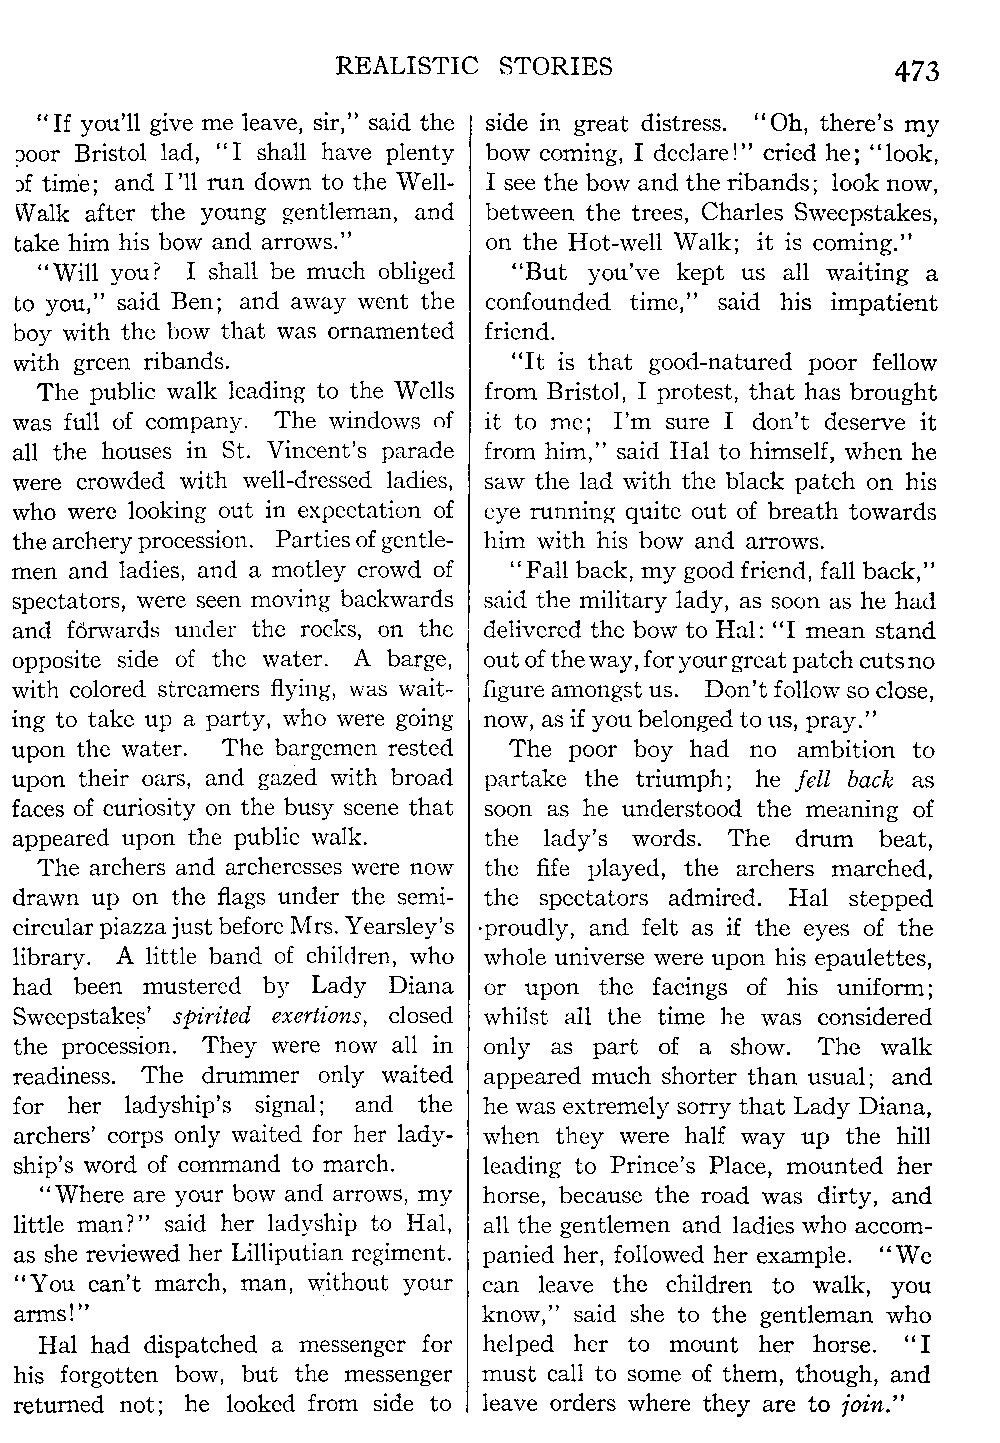 REALISTIC STORIES 473
"If you'll give me leave, sir," said the
poor Bristol lad, "I shall have plenty
of time; and I'll run down to the Well-
Walk after the young gentleman, and
take him his bow and arrows."
"Will you? I shall be much obliged
to you," said Ben; and away went the
boy with the bow that was ornamented
with green ribands.
The public walk leading to the Wells
was full of company. The windows of
all the houses in St. Vincent's parade
were crowded with well-dressed ladies,
who were looking out in expectation of
the archery procession. Parties of gentle-
men and ladies, and a motley crowd of
spectators, were seen moving backwards
and forwards under the rocks, on the
opposite side of the water. A barge,
with colored streamers flying, was wait-
ing to take up a party, who were going
upon the water. The bargemen rested
upon their oars, and gazed with broad
faces of curiosity on the busy scene that
appeared upon the public walk.
The archers and archeresses were now
drawn up on the flags under the semi-
circular piazza just before Mrs. Yearsley's
library. A little band of children, who
had been mustered by Lady Diana
Sweepstakes' spirited exertions, closed
the procession. They were now all in
readiness. The drummer only waited
for her ladyship's signal; and the
archers' corps only waited for her lady-
ship's word of command to march.
"Where are your bow and arrows, my
little man?" said her ladyship to Hal,
as she reviewed her Lilliputian regiment.
"You can't march, man, without your
arms!"
Hal had dispatched a messenger for
his forgotten bow, but the messenger
returned not; he looked from side to
side in great distress. "Oh, there's my
bow coming, I declare!" cried he; "look,
I see the bow and the ribands; look now,
between the trees, Charles Sweepstakes,
on the Hot-well Walk; it is coming."
"But you've kept us all waiting a
confounded time," said his impatient
friend.
"It is that good-natured poor fellow
from Bristol, I protest, that has brought
it to me; I'm sure I don't deserve it
from him," said Hal to himself, when he
saw the lad with the black patch on his
eye running quite out of breath towards
him with his bow and arrows.
"Fall back, my good friend, fall back,"
said the military lady, as soon as he had
delivered the bow to Hal: "I mean stand
out of the way, for your great patch cuts no
figure amongst us. Don't follow so close,
now, as if you belonged to us, pray."
The poor boy had no ambition to
partake the triumph; he fell back as
soon as he understood the meaning of
the lady's words. The drum beat,
the fife played, the archers marched,
the spectators admired. Hal stepped
proudly, and felt as if the eyes of the
whole universe were upon his epaulettes,
or upon the facings of his uniform;
whilst all the time he was considered
only as part of a show. The walk
appeared much shorter than usual; and
he was extremely sorry that Lady Diana,
when they were half way up the hill
leading to Prince's Place, mounted her
horse, because the road was dirty, and
all the gentlemen and ladies who accom-
panied her, followed her example. "We
can leave the children to walk, you
know," said she to the gentleman who
helped her to mount her horse. "I
must call to some of them, though, and
leave orders where they are to join."